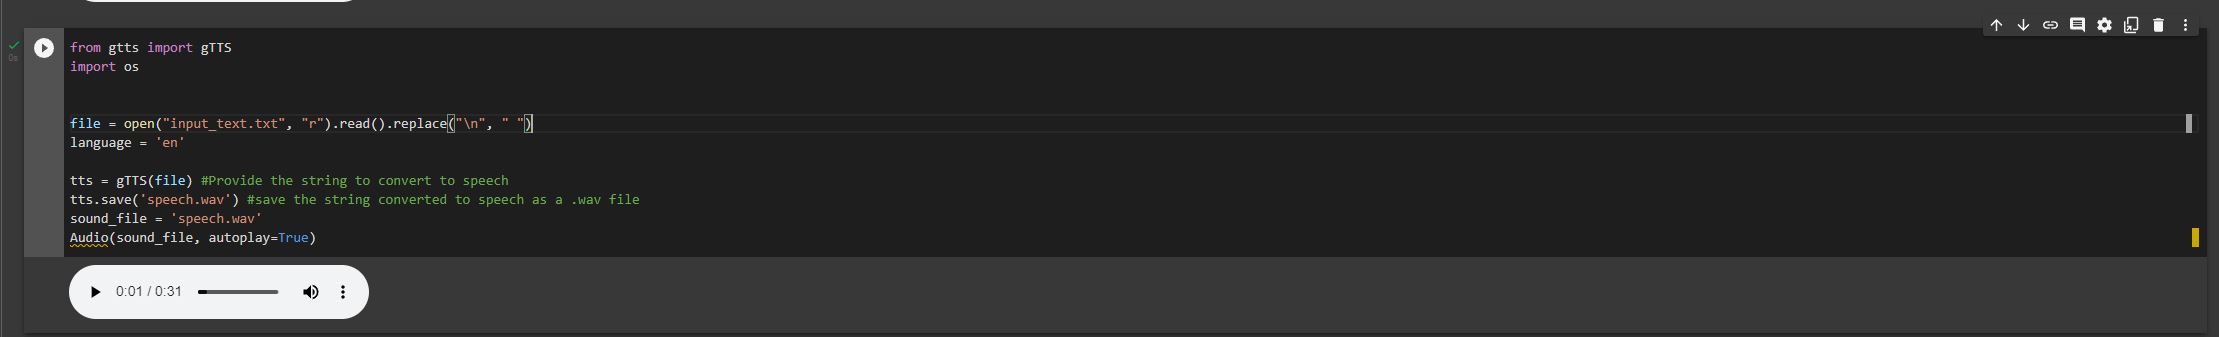 from gtts import gTTS
0s
import os
file = open("input_text.txt", "r").read().replace("\n", " ")
language = 'en'
tts = gTTS(file) #Provide the string to convert to speech
tts.save('speech.wav') #save the string converted to speech as a .wav file
sound_file = 'speech.wav'
Audio(sound_file, autoplay=True)
0:01 / 0:31